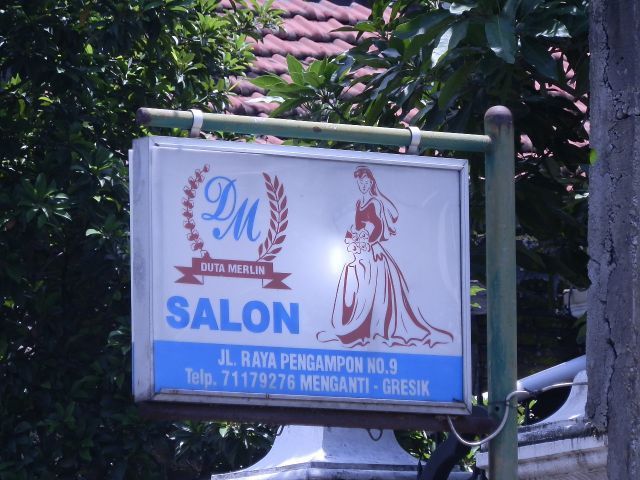 DM
DUTA MERLIN
SALON
JL. RAYA PENGAMPON NO.9
Telp. 71179276 MENGANTI - GRESIK